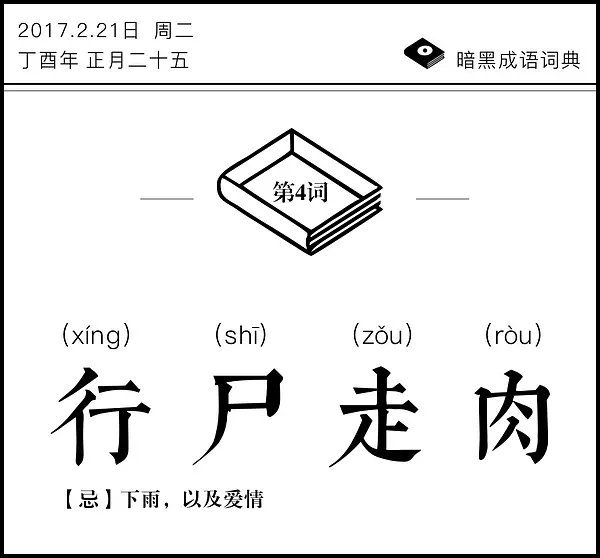 2017.2.21日 周二
丁酉年 正月二十五
暗黑成语词典
第4词
(xíng) (shī) (zǒu) (ròu)
行 尸 走 肉
【忌】下雨，以及爱情